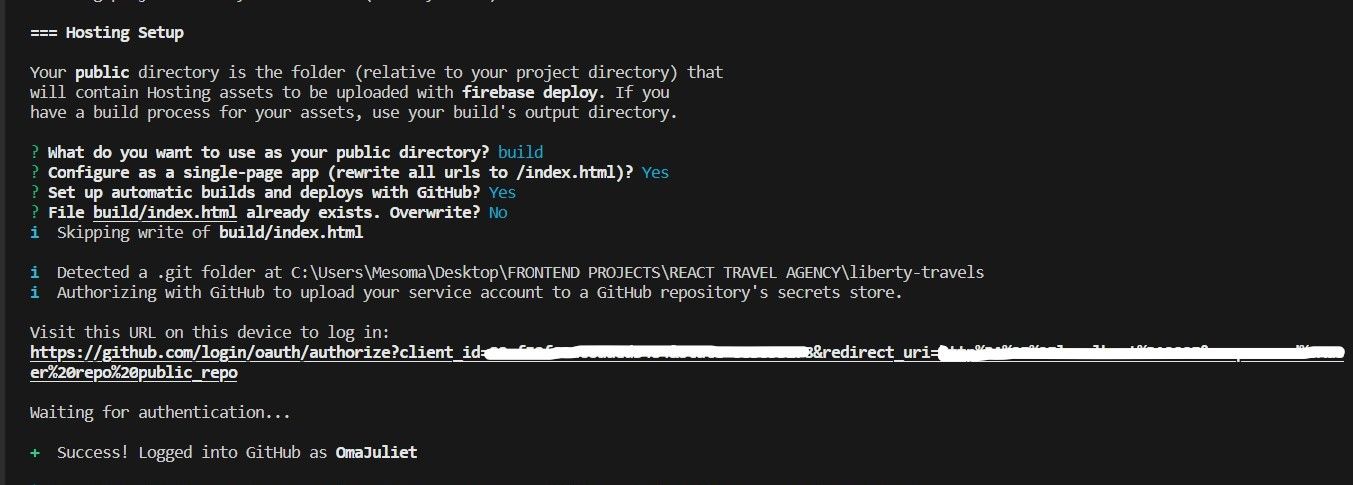 === Hosting Setup
Your public directory is the folder (relative to your project directory) that
will contain Hosting assets to be uploaded with firebase deploy. If you
have a build process for your assets, use your build's output directory.
? What do you want to use as your public directory? build
? Configure as a single-page app (rewrite all urls to /index.html)? Yes
? Set up automatic builds and deploys with GitHub? Yes
? File build/index.html already exists. Overwrite? No
i Skipping write of build/index.html
i Detected a .git folder at C:\Users\Mesoma\Desktop\FRONTEND PROJECTS\REACT TRAVEL AGENCY\liberty-travels
i Authorizing with GitHub to upload your service account to a GitHub repository's secrets store.
Visit this URL on this device to log in:
https://github.com/login/oauth/authorize?client_id= &redirect_uri=
er%20repo%20public_repo
Waiting for authentication...
+ Success! Logged into GitHub as OmaJuliet